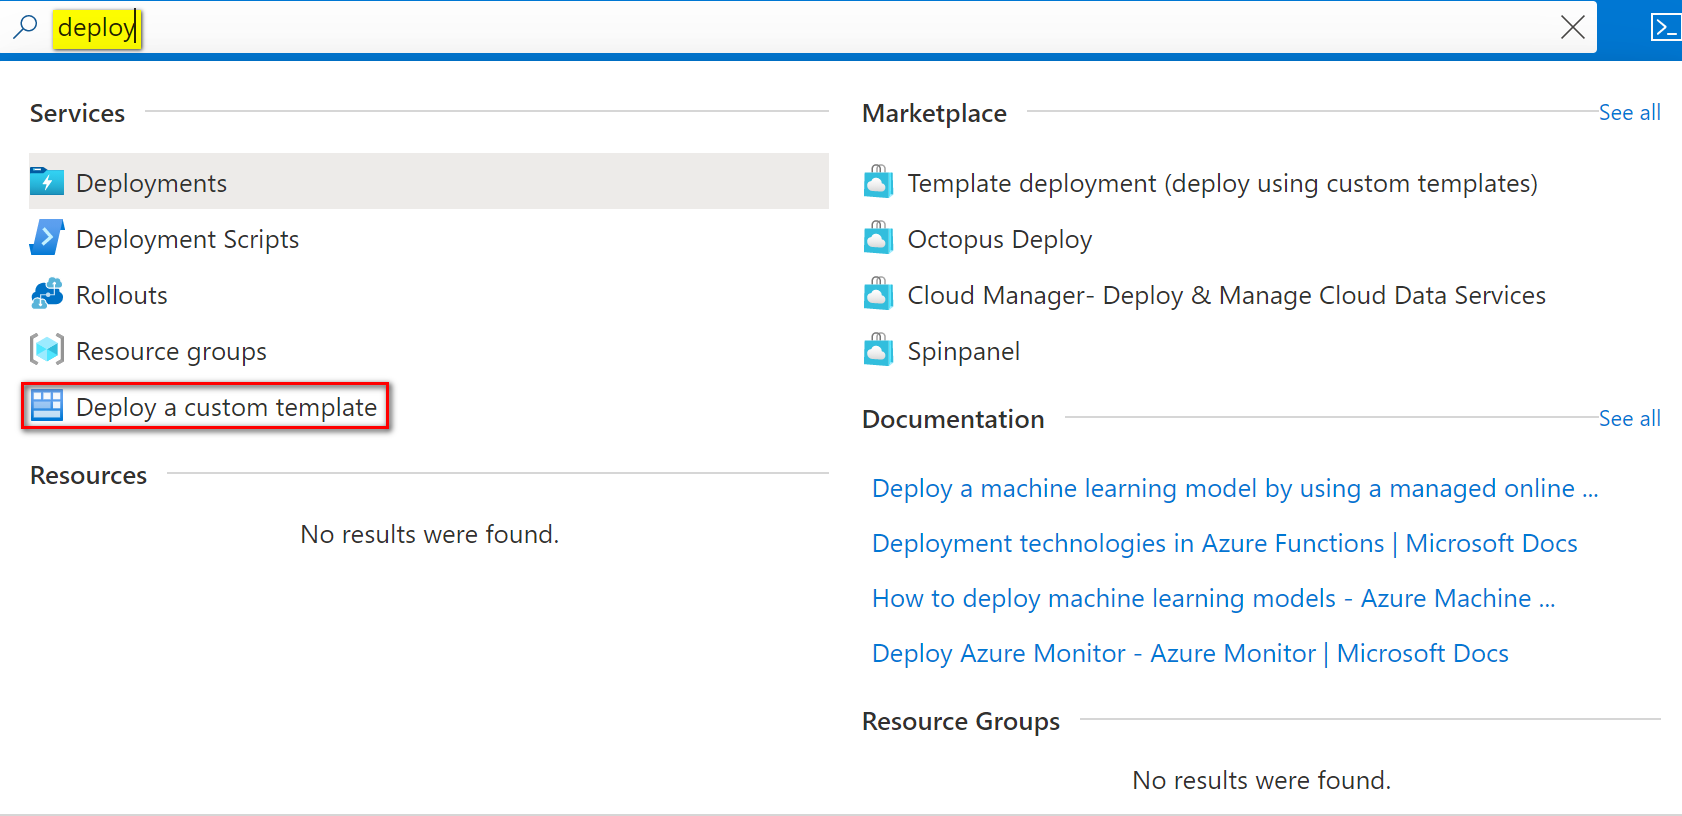 deploy
Services
Deployments
Deployment Scripts
Rollouts
Resource groups
Deploy a custom template
Resources
No results were found.
Marketplace
See all
Template deployment (deploy using custom templates)
Octopus Deploy
Cloud Manager- Deploy & Manage Cloud Data Services
Spinpanel
Documentation
See all
Deploy a machine learning model by using a managed online ...
Deployment technologies in Azure Functions | Microsoft Docs
How to deploy machine learning models - Azure Machine ...
Deploy Azure Monitor - Azure Monitor | Microsoft Docs
Resource Groups
No results were found.